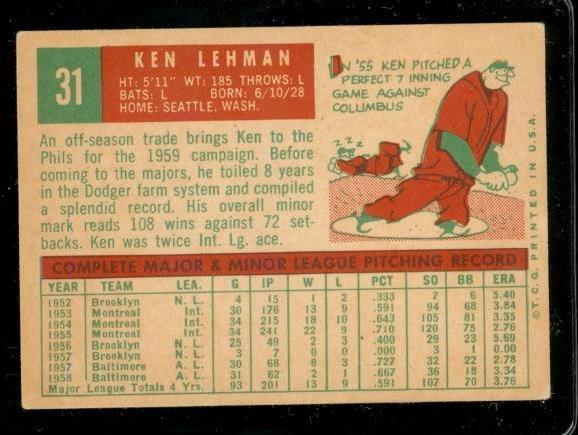 31
KEN LEHMAN
HT: 5'11" WT: 185 THROWS: L
BATS: L BORN: 6/10/28
HOME: SEATTLE, WASH.
IN '55 KEN PITCHED A
PERFECT 7 INNING
GAME AGAINST
COLUMBUS
ZZZ
An off-season trade brings Ken to the
Phils for the 1959 campaign. Before
coming to the majors, he toiled 8 years
in the Dodger farm system and compiled
a splendid record. His overall minor
mark reads 108 wins against 72 set-
backs. Ken was twice Int. Lg. ace.
COMPLETE MAJOR & MINOR LEAGUE PITCHING RECORD
YEAR TEAM LEA. G IP W L PCT SO BB ERA
1952 Brooklyn N. L. 4 15 1 2 .333 7 6 5.40
1953 Montreal Int. 30 176 13 9 .591 94 68 3.84
1954 Montreal Int. 34 215 18 10 .643 105 81 3.35
1955 Montreal Int. 34 241 22 9 .710 120 75 2.76
1956 Brooklyn N. L. 25 49 2 3 .400 29 23 5.69
1957 Brooklyn N. L. 3 7 0 0 .000 3 1 0.00
1957 Baltimore A. L. 30 68 8 3 .727 32 22 2.78
1958 Baltimore A. L. 31 62 2 1 .667 36 18 3.34
Major League Totals 4 Yrs. 93 201 13 9 .591 107 70 3.76
© T. C. G. PRINTED IN U.S.A.